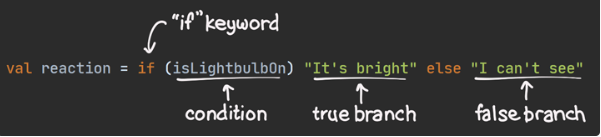 "if" keyword
val reaction = if (isLightbulbOn) "It's bright" else "I can't see"
condition true branch false branch